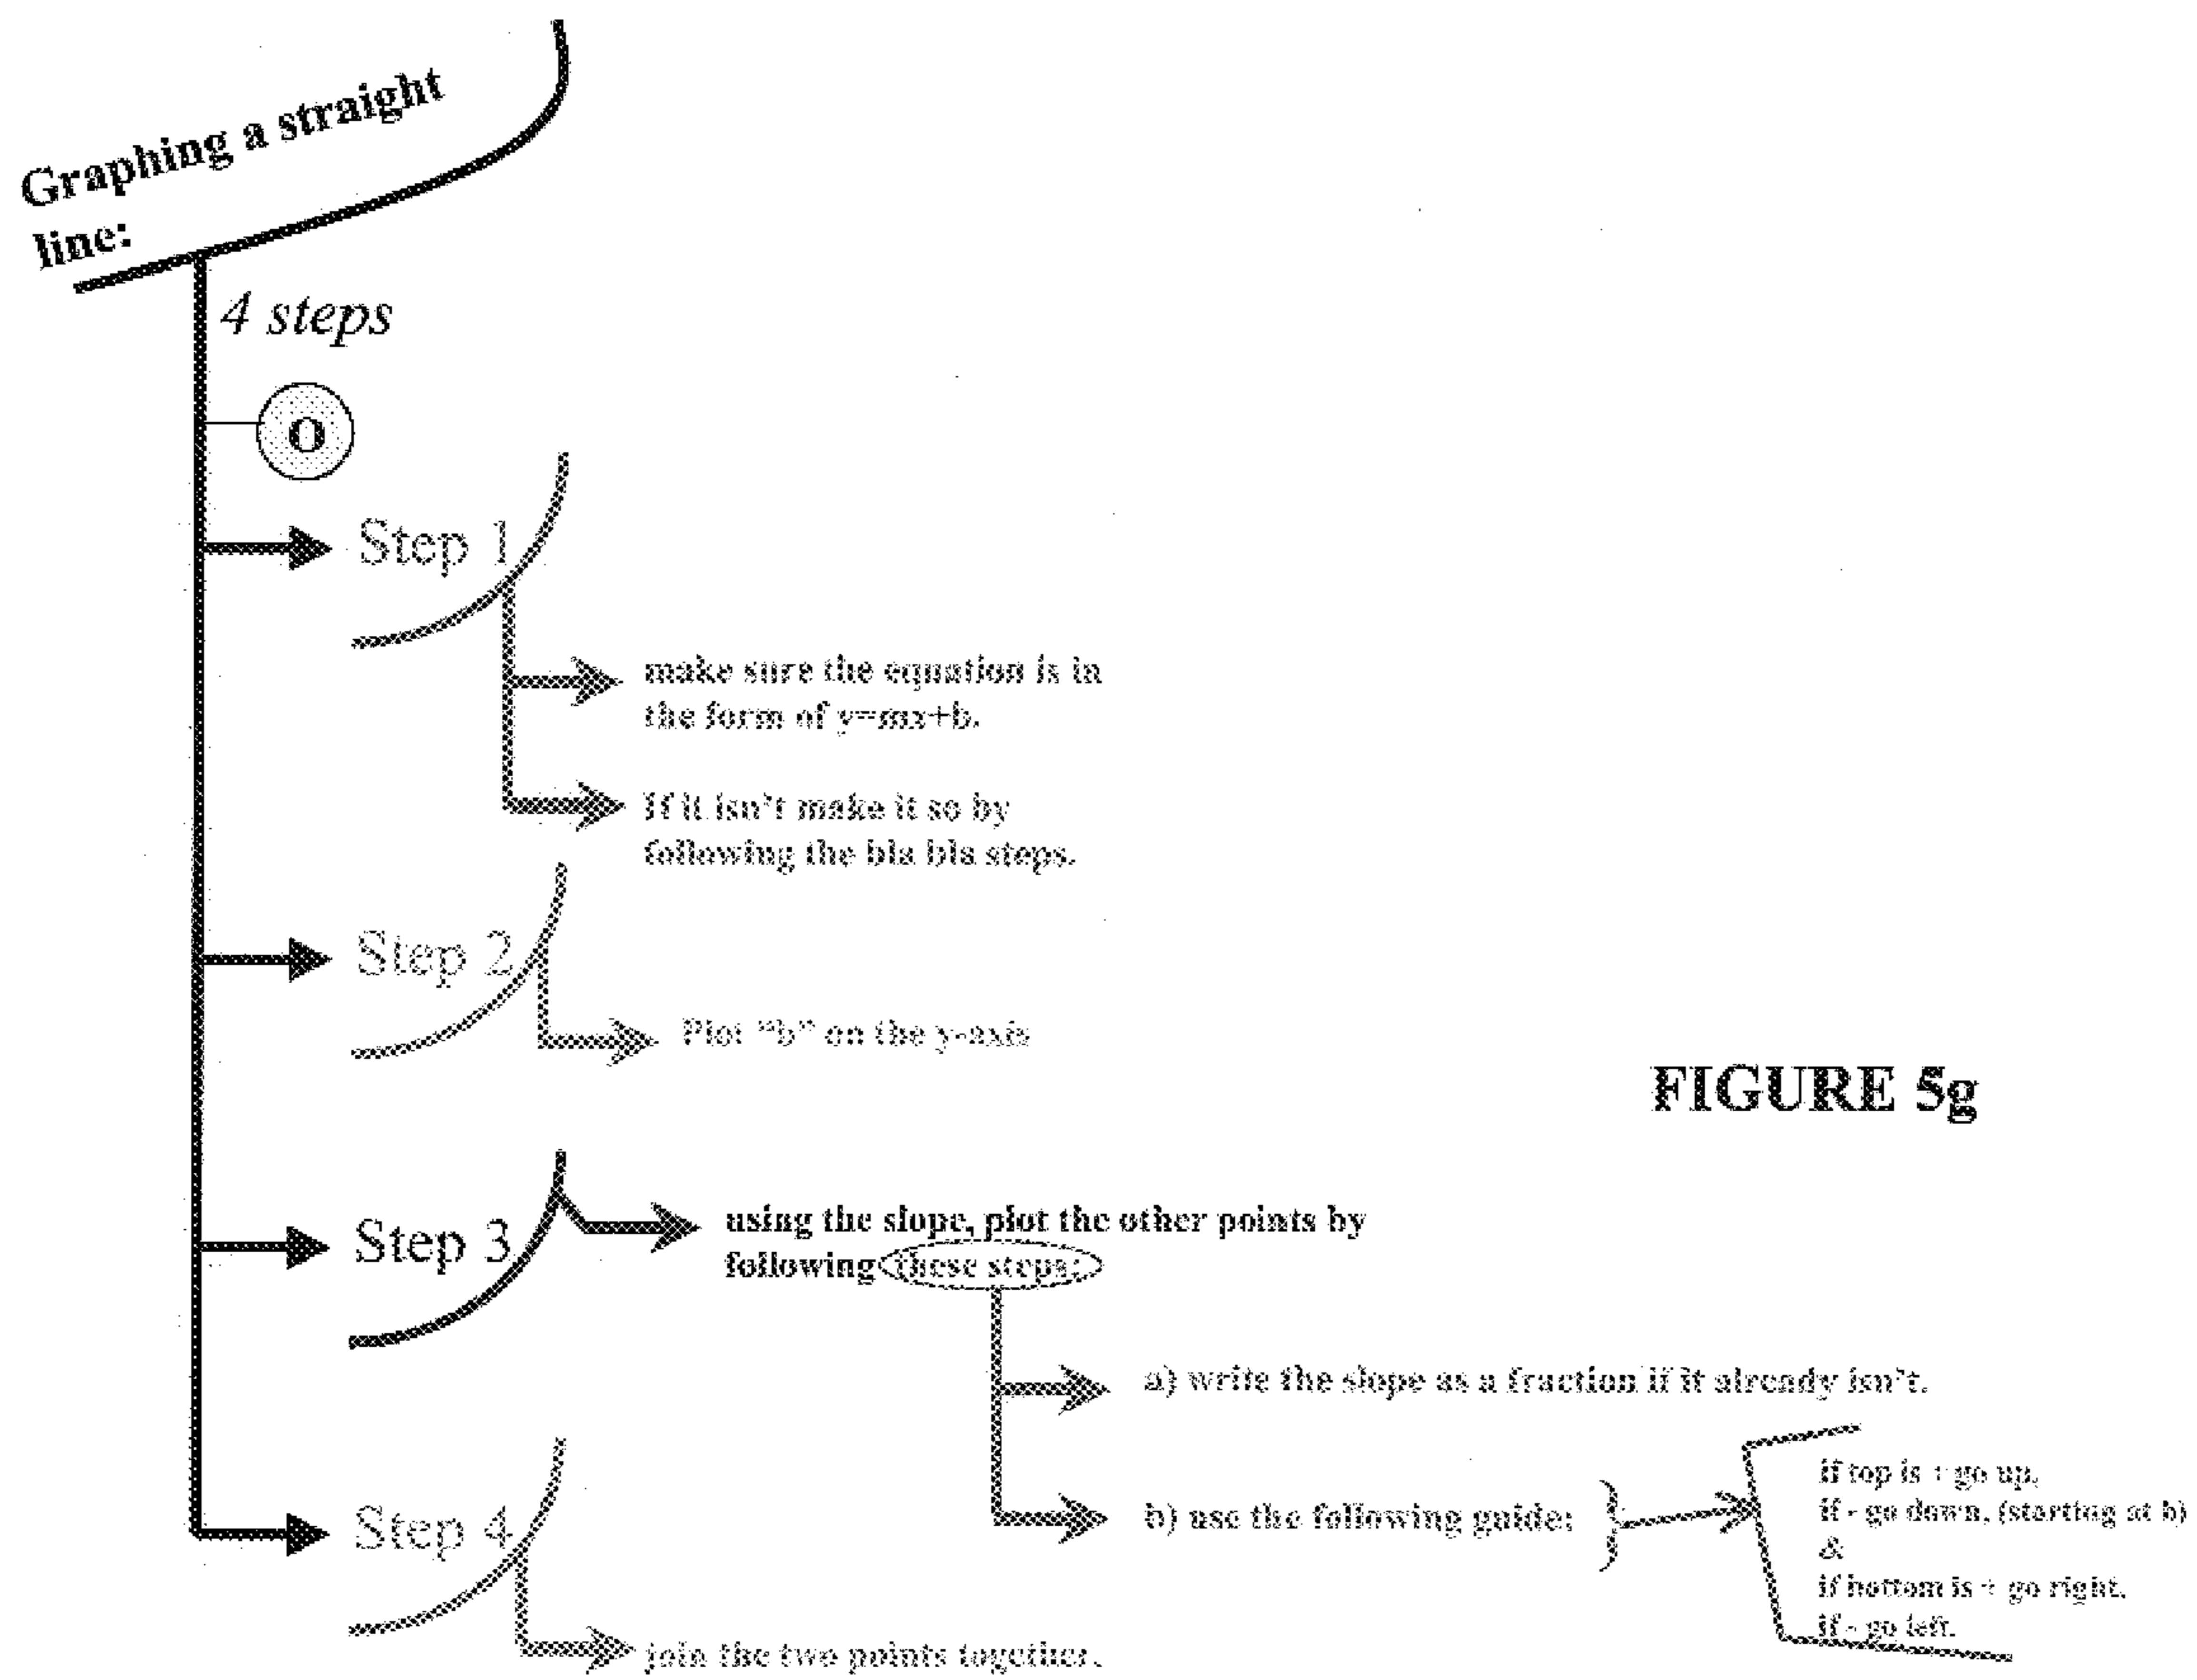 Graphing a straight
line:
4 steps
O
Step 1
make sure the equation is in
the form of y=mx+b.
If it isn't make it so by
following the bla bla steps.
Step 2
Plot "b" on the y-axis
FIGURE 5g
Step 3
using the slope, plot the other points by
following these steps:
a) write the slope as a fraction if it already isn't.
b) use the following guide:
if top is + go up,
if - go down, (starting at b)
&
if bottom is + go right,
if - go left.
Step 4
join the two points together.